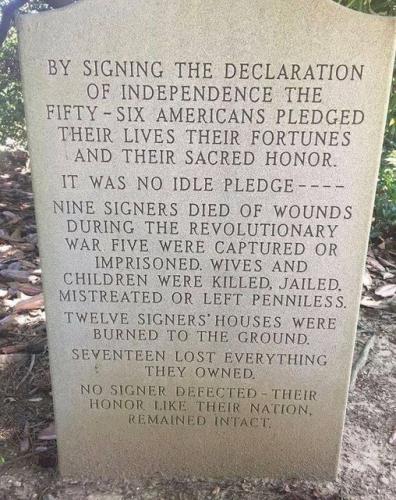 BY SIGNING THE DECLARATION
OF INDEPENDENCE THE
FIFTY-SIX AMERICANS PLEDGED
THEIR LIVES THEIR FORTUNES
AND THEIR SACRED HONOR.
IT WAS NO IDLE PLEDGE----
NINE SIGNERS DIED OF WOUNDS
DURING THE REVOLUTIONARY
WAR FIVE WERE CAPTURED OR
IMPRISONED. WIVES AND
CHILDREN WERE KILLED, JAILED,
MISTREATED OR LEFT PENNILESS.
TWELVE SIGNERS' HOUSES WERE
BURNED TO THE GROUND.
SEVENTEEN LOST EVERYTHING
THEY OWNED.
NO SIGNER DEFECTED-THEIR
HONOR LIKE THEIR NATION,
REMAINED INTACT.